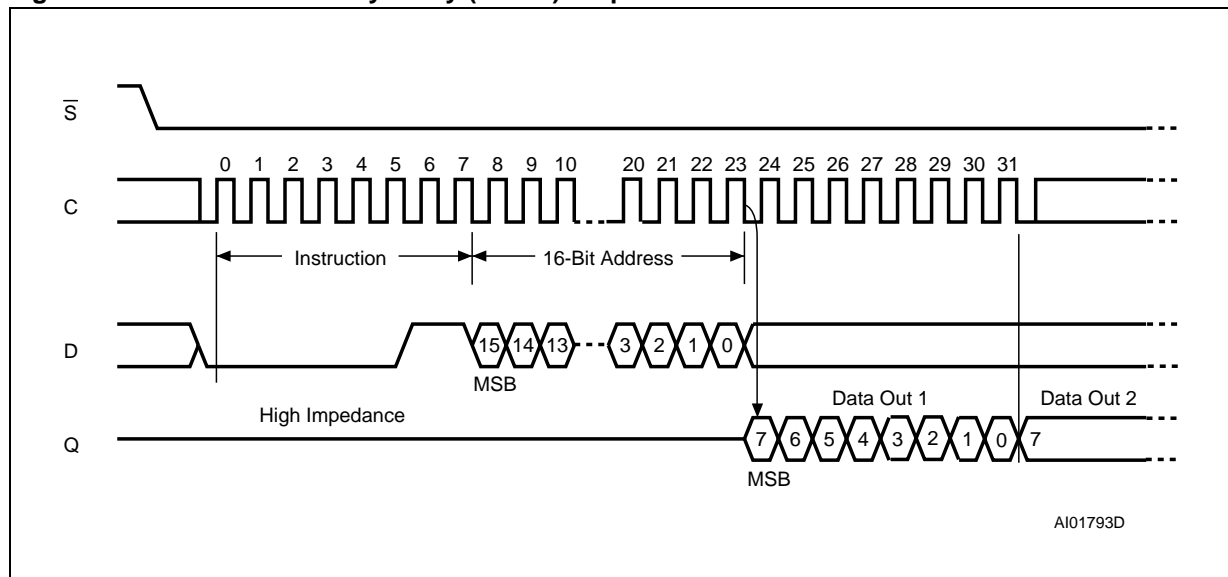 S
0 1 2 3 4 5 6 7 8 9 10 20 21 22 23 24 25 26 27 28 29 30 31
C
Instruction 16-Bit Address
D 15 14 13 3 2 1 0
MSB
High Impedance Data Out 1 Data Out 2
Q 7 6 5 4 3 2 1 0 7
MSB
AI01793D